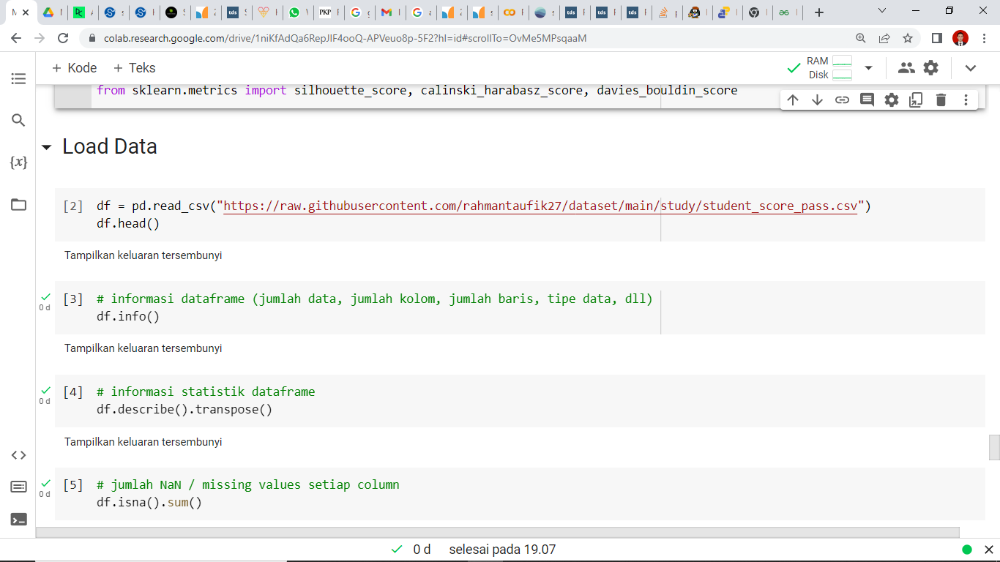 colab.research.google.com/drive/1niKfAdQa6RepJIF4ooQ-APVeuo8p-5F2?hl=id#scrollTo=OvMe5MPsqaaM
+ Kode + Teks
RAM
Disk
from sklearn.metrics import silhouette_score, calinski_harabasz_score, davies_bouldin_score
Load Data
[2] df = pd.read_csv("https://raw.githubusercontent.com/rahmantaufik27/dataset/main/study/student_score_pass.csv")
df.head()
Tampilkan keluaran tersembunyi
[3] # informasi dataframe (jumlah data, jumlah kolom, jumlah baris, tipe data, dll)
0 d
df.info()
Tampilkan keluaran tersembunyi
[4] # informasi statistik dataframe
0 d
df.describe().transpose()
Tampilkan keluaran tersembunyi
[5] # jumlah NaN / missing values setiap column
0 d
df.isna().sum()
0 d selesai pada 19.07